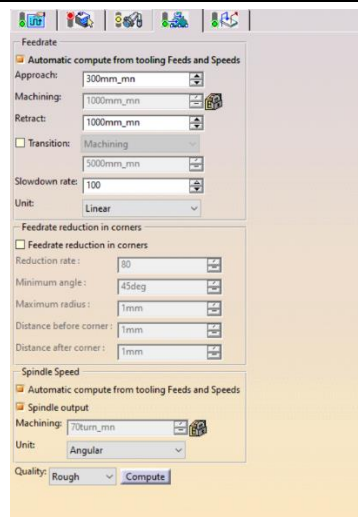 Feedrate
Automatic compute from tooling Feeds and Speeds
Approach: 300mm_mn
Machining: 1000mm_mn
Retract: 1000mm_mn
Transition: Machining
5000mm_mn
Slowdown rate: 100
Unit: Linear
Feedrate reduction in corners
Feedrate reduction in corners
Reduction rate : 80
Minimum angle : 45deg
Maximum radius : 1mm
Distance before corner : 1mm
Distance after corner : 1mm
Spindle Speed
Automatic compute from tooling Feeds and Speeds
Spindle output
Machining: 70turn_mn
Unit: Angular
Quality: Rough Compute